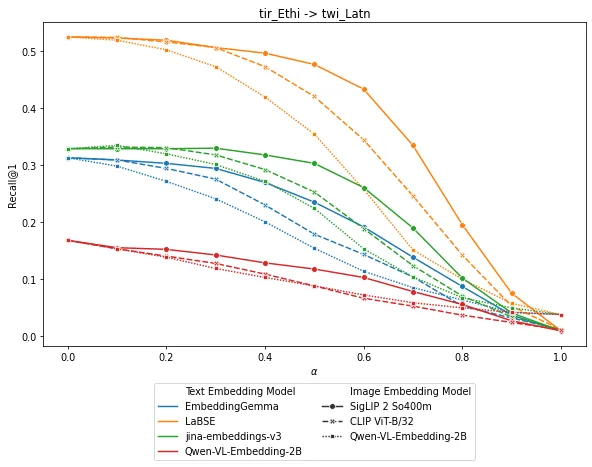 tir_Ethi -> twi_Latn
Recall@1
0.5
0.4
0.3
0.2
0.1
0.0
0.0 0.2 0.4 0.6 0.8 1.0
α
Text Embedding Model
EmbeddingGemma
LaBSE
jina-embeddings-v3
Qwen-VL-Embedding-2B
Image Embedding Model
SigLIP 2 So400m
CLIP ViT-B/32
Qwen-VL-Embedding-2B